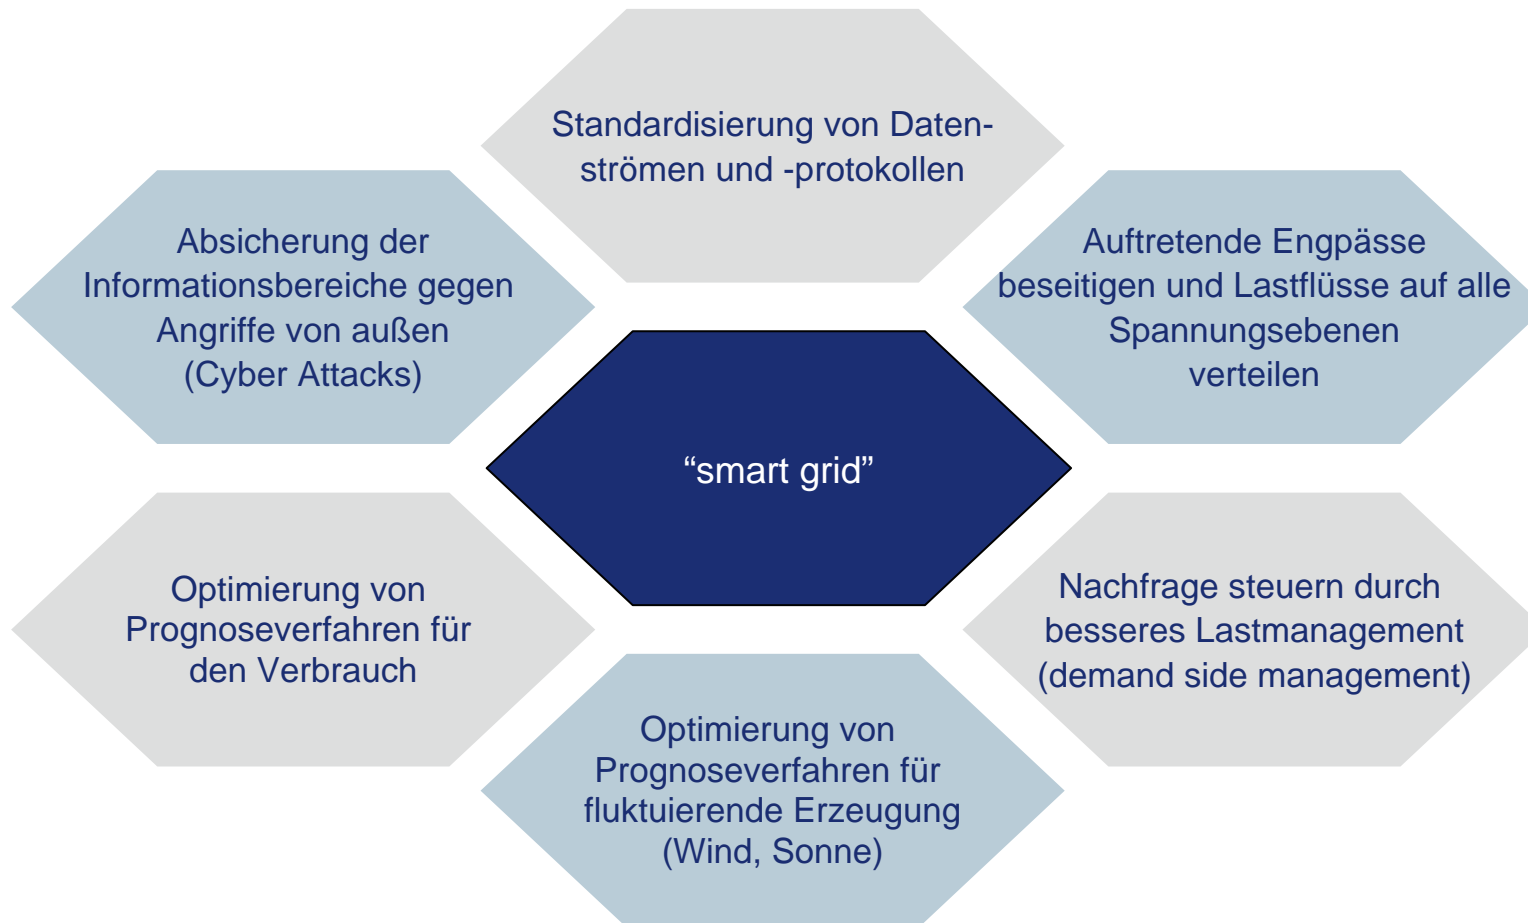 Standardisierung von Daten-
strömen und -protokollen
Absicherung der
Informationsbereiche gegen
Angriffe von außen
(Cyber Attacks)
Auftretende Engpässe
beseitigen und Lastflüsse auf alle
Spannungsebenen
verteilen
“smart grid”
Optimierung von
Prognoseverfahren für
den Verbrauch
Nachfrage steuern durch
besseres Lastmanagement
(demand side management)
Optimierung von
Prognoseverfahren für
fluktuierende Erzeugung
(Wind, Sonne)